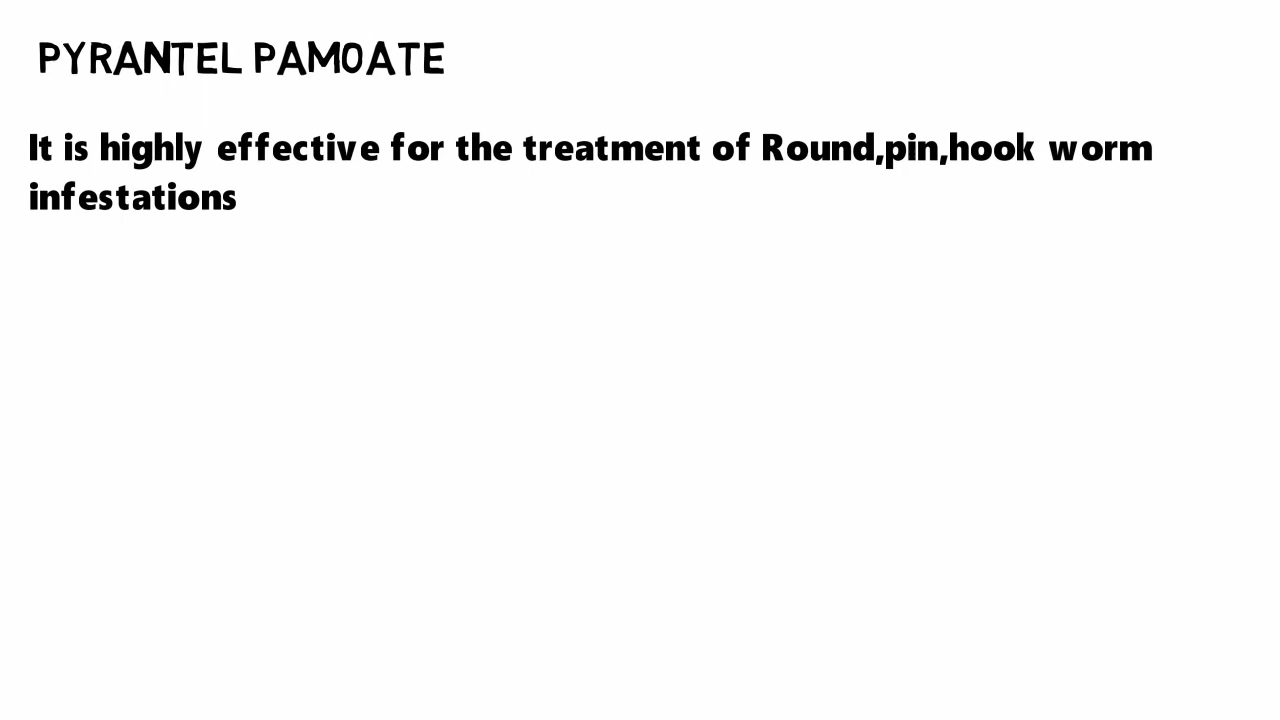 PYRANTEL PAMOATE
It is highly effective for the treatment of Round,pin,hook worm
infestations